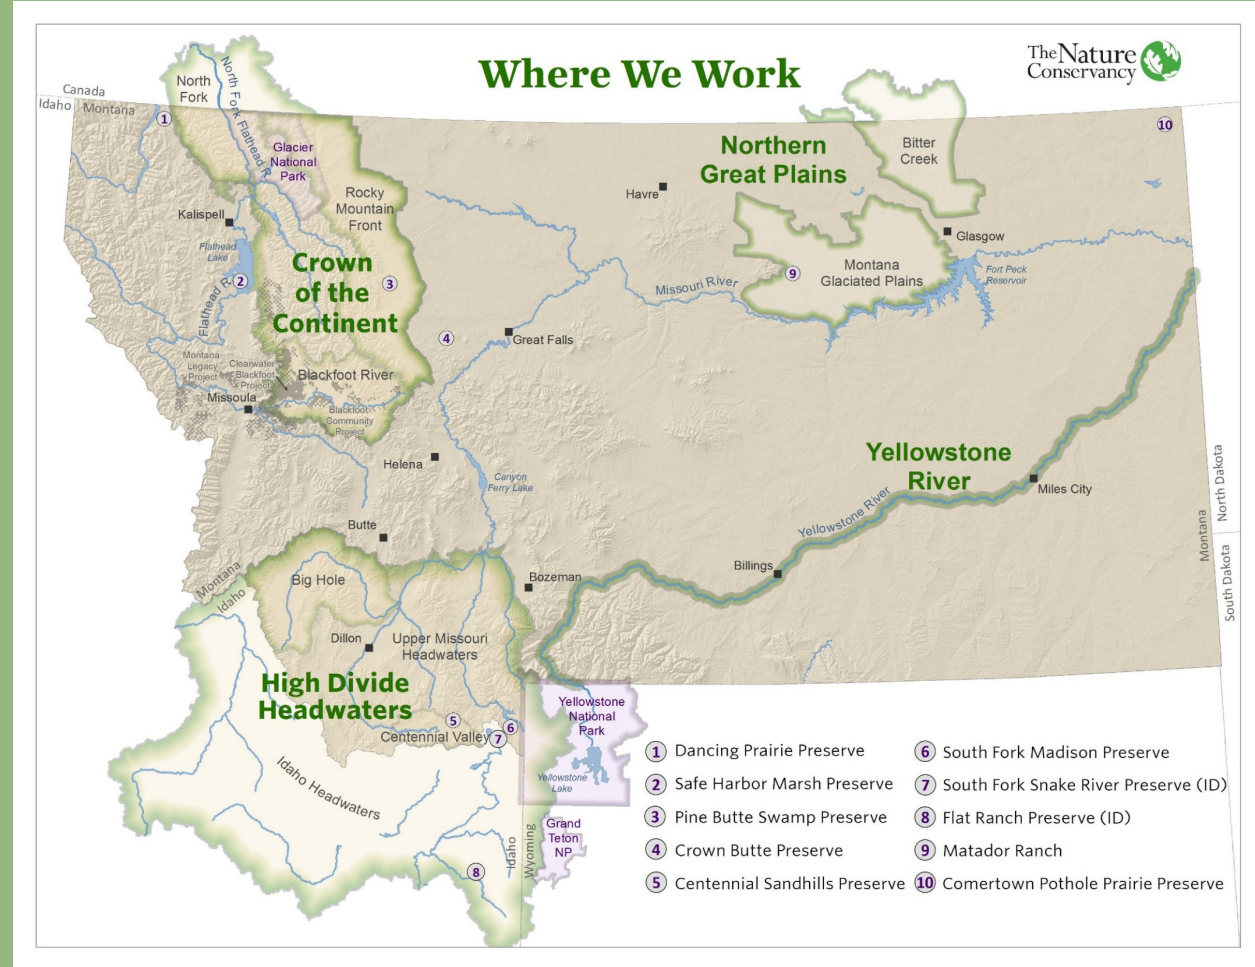 Where We Work
The Nature
Conservancy
Canada
Idaho
Montana
North
Fork
North Fork Flathead R.
1
Glacier
National
Park
Rocky
Mountain
Front
Kalispell
Flathead
Lake
2
Flathead R.
Crown
of the
Continent
3
4
Great Falls
Montana
Legacy
Project
Clearwater
Blackfoot
Project
Blackfoot River
Missoula
Blackfoot
Community
Project
Northern
Great Plains
Bitter
Creek
10
Havre
Glasgow
9
Montana
Glaciated Plains
Missouri River
Fort Peck
Reservoir
Helena
Canyon
Ferry Lake
Butte
Yellowstone
River
Miles City
Yellowstone River
Billings
North Dakota
Montana
South Dakota
Montana
Idaho
Big Hole
Bozeman
Dillon
Upper Missouri
Headwaters
High Divide
Headwaters
5
6
Centennial Valley
7
Idaho Headwaters
Yellowstone
National
Park
Yellowstone
Lake
Grand
Teton
NP
Idaho
Wyoming
8
1 Dancing Prairie Preserve
2 Safe Harbor Marsh Preserve
3 Pine Butte Swamp Preserve
4 Crown Butte Preserve
5 Centennial Sandhills Preserve
6 South Fork Madison Preserve
7 South Fork Snake River Preserve (ID)
8 Flat Ranch Preserve (ID)
9 Matador Ranch
10 Comertown Pothole Prairie Preserve